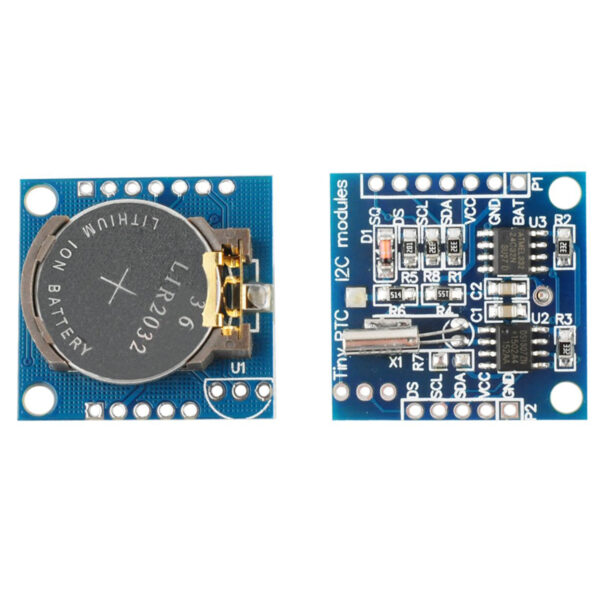 LITHIUM ION BATTERY
LIR2032
36
U1
Tiny RTC I2C modules
P1
SQ
DS
SCL
SDA
VCC
GND
BAT
D1
U3
R2
R5
R8
R1
R6
R4
C2
C1
U2
R3
X1
R7
DS
SCL
SDA
VCC
GND
P2